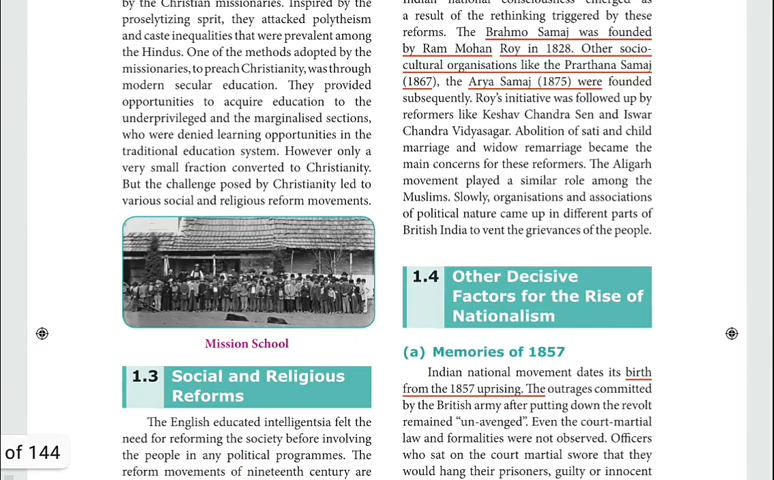 by the Christian missionaries. Inspired by the
proselytizing sprit, they attacked polytheism
and caste inequalities that were prevalent among
the Hindus. One of the methods adopted by the
missionaries, to preach Christianity, was through
modern secular education. They provided
opportunities to acquire education to the
underprivileged and the marginalised sections,
who were denied learning opportunities in the
traditional education system. However only a
very small fraction converted to Christianity.
But the challenge posed by Christianity led to
various social and religious reform movements.
Mission School
1.3 Social and Religious
Reforms
The English educated intelligentsia felt the
need for reforming the society before involving
the people in any political programmes. The
reform movements of nineteenth century are
Indian national consciousness emerged as
a result of the rethinking triggered by these
reforms. The Brahmo Samaj was founded
by Ram Mohan Roy in 1828. Other socio-
cultural organisations like the Prarthana Samaj
(1867), the Arya Samaj (1875) were founded
subsequently. Roy's initiative was followed up by
reformers like Keshav Chandra Sen and Iswar
Chandra Vidyasagar. Abolition of sati and child
marriage and widow remarriage became the
main concerns for these reformers. The Aligarh
movement played a similar role among the
Muslims. Slowly, organisations and associations
of political nature came up in different parts of
British India to vent the grievances of the people.
1.4 Other Decisive
Factors for the Rise of
Nationalism
(a) Memories of 1857
Indian national movement dates its birth
from the 1857 uprising. The outrages committed
by the British army after putting down the revolt
remained "un-avenged". Even the court-martial
law and formalities were not observed. Officers
who sat on the court martial swore that they
would hang their prisoners, guilty or innocent
of 144